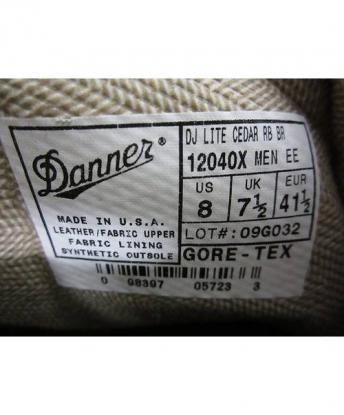 Danner®
MADE IN U.S.A.
LEATHER/FABRIC UPPER
FABRIC LINING
SYNTHETIC OUTSOLE
DJ LITE CEDAR RB BR
12040X MEN EE
US UK EUR
8 7½ 41½
LOT#: 09G032
GORE-TEX
0 98397 05723 3